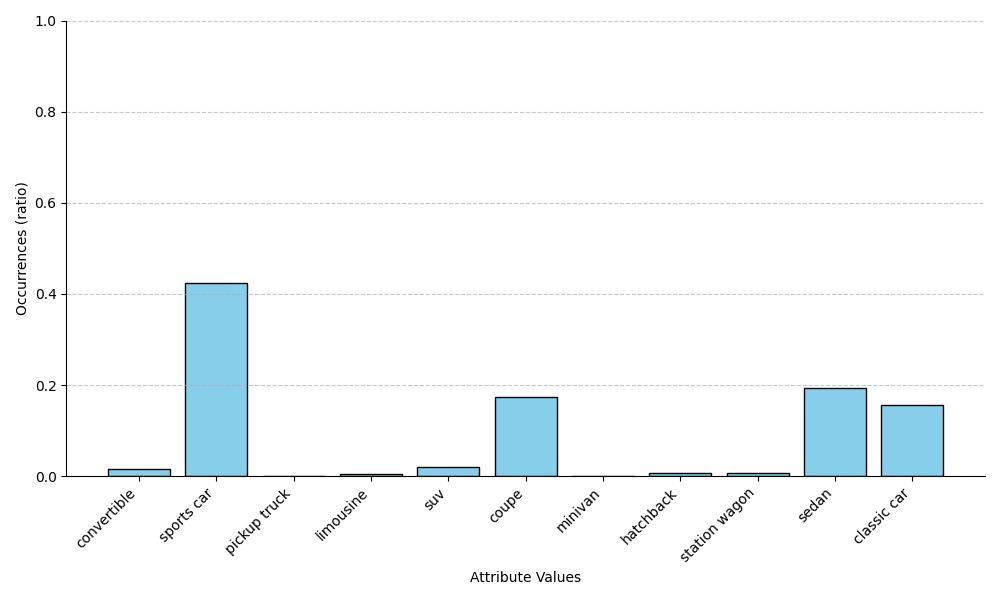 1.0
0.8
0.6
0.4
0.2
0.0
Occurrences (ratio)
convertible
sports car
pickup truck
limousine
suv
coupe
minivan
hatchback
station wagon
sedan
classic car
Attribute Values